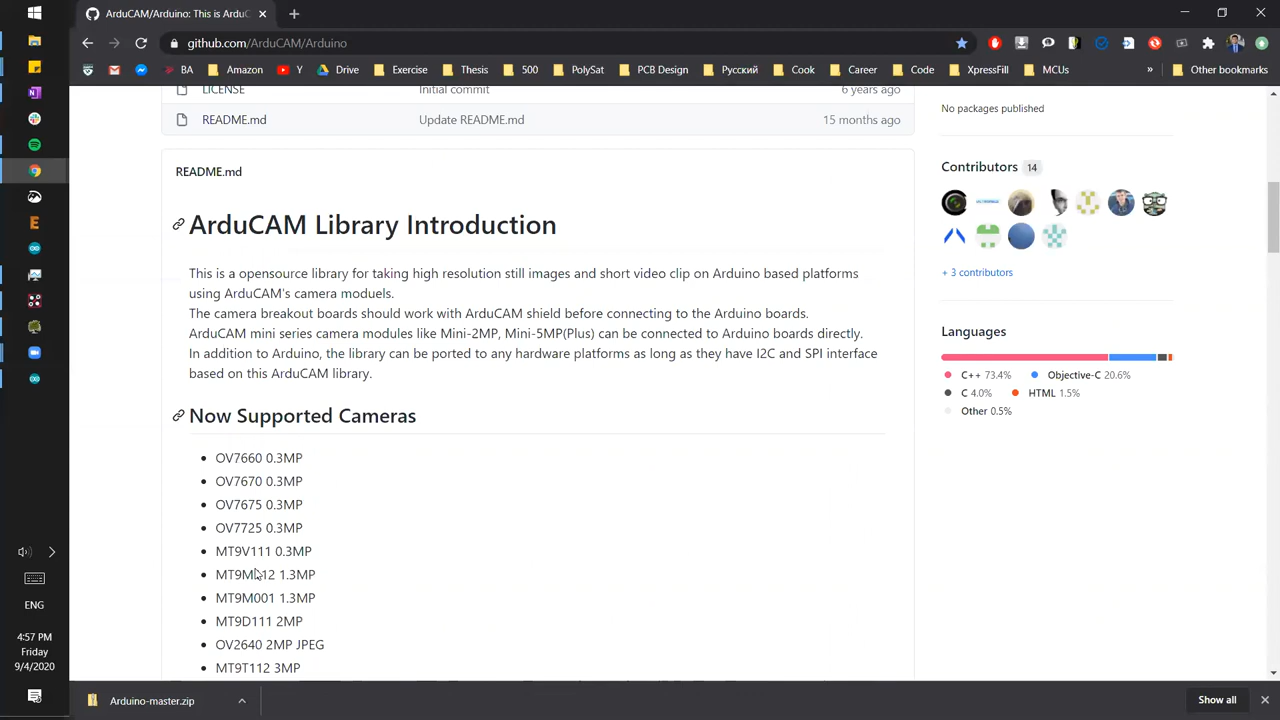 ArduCAM/Arduino: This is ArduC
github.com/ArduCAM/Arduino
BA
Amazon
Y
Drive
Exercise
Thesis
500
PolySat
PCB Design
Русский
Cook
Career
Code
XpressFill
MCUs
»
Other bookmarks
LICENSE
Initial commit
6 years ago
README.md
Update README.md
15 months ago
README.md
ArduCAM Library Introduction
This is a opensource library for taking high resolution still images and short video clip on Arduino based platforms
using ArduCAM's camera moduels.
The camera breakout boards should work with ArduCAM shield before connecting to the Arduino boards.
ArduCAM mini series camera modules like Mini-2MP, Mini-5MP(Plus) can be connected to Arduino boards directly.
In addition to Arduino, the library can be ported to any hardware platforms as long as they have I2C and SPI interface
based on this ArduCAM library.
Now Supported Cameras
OV7660 0.3MP
OV7670 0.3MP
OV7675 0.3MP
OV7725 0.3MP
MT9V111 0.3MP
1.3MP
MT9M001 1.3MP
MT9D111 2MP
OV2640 2MP JPEG
MT9T112 3MP
No packages published
Contributors 14
+ 3 contributors
Languages
C++ 73.4%
Objective-C 20.6%
C 4.0%
HTML 1.5%
Other 0.5%
ENG
4:57 PM
Friday
9/4/2020
Arduino-master.zip
Show all